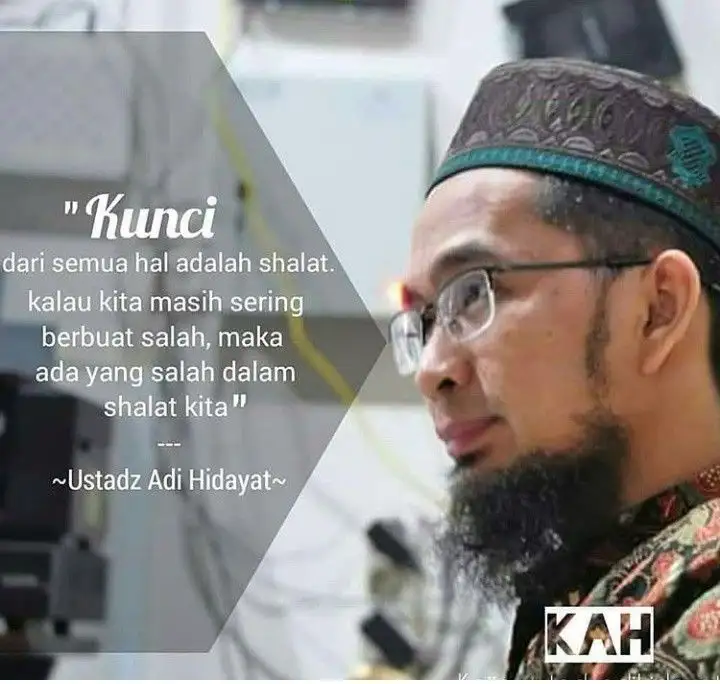 "Kunci
dari semua hal adalah shalat.
kalau kita masih sering
berbuat salah, maka
ada yang salah dalam
shalat kita"
---
~Ustadz Adi Hidayat~
KAH